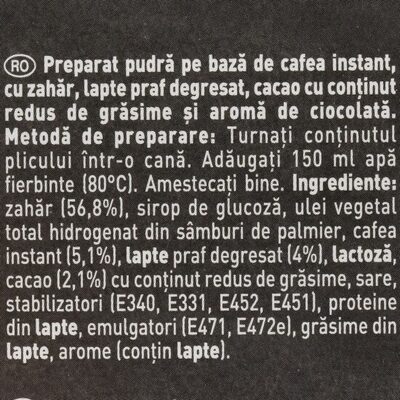 RO Preparat pudră pe bază de cafea instant,
cu zahăr, lapte praf degresat, cacao cu conținut
redus de grăsime și aromă de ciocolată.
Metodă de preparare: Turnați conținutul
plicului într-o cană. Adăugați 150 ml apă
fierbinte (80°C). Amestecați bine. Ingrediente:
zahăr (56,8%), sirop de glucoză, ulei vegetal
total hidrogenat din sâmburi de palmier, cafea
instant (5,1%), lapte praf degresat (4%), lactoză,
cacao (2,1%) cu conținut redus de grăsime, sare,
stabilizatori (E340, E331, E452, E451), proteine
din lapte, emulgatori (E471, E472e), grăsime din
lapte, arome (conțin lapte).